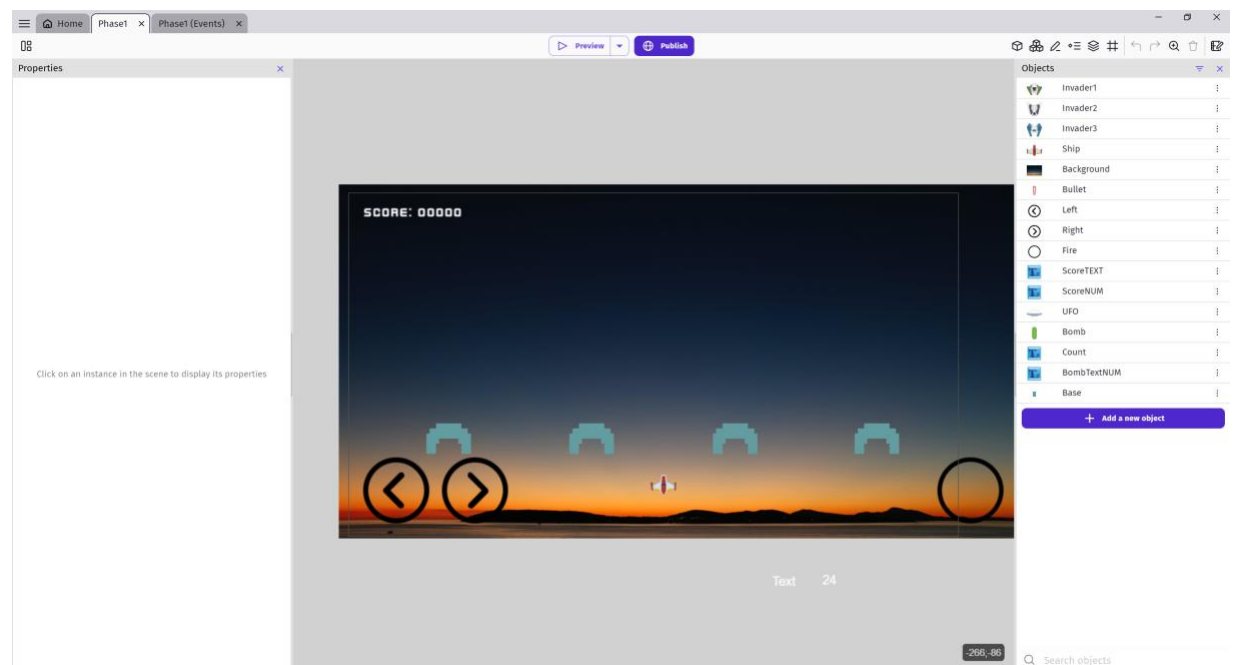 Home
Phase1 ×
Phase1 (Events) ×
Preview
Publish
Properties
Click on an instance in the scene to display its properties
SCORE: 00000
Text 24
-266;-86
Objects
Invader1
Invader2
Invader3
Ship
Background
Bullet
Left
Right
Fire
ScoreTEXT
ScoreNUM
UFO
Bomb
Count
BombTextNUM
Base
+ Add a new object
Search objects